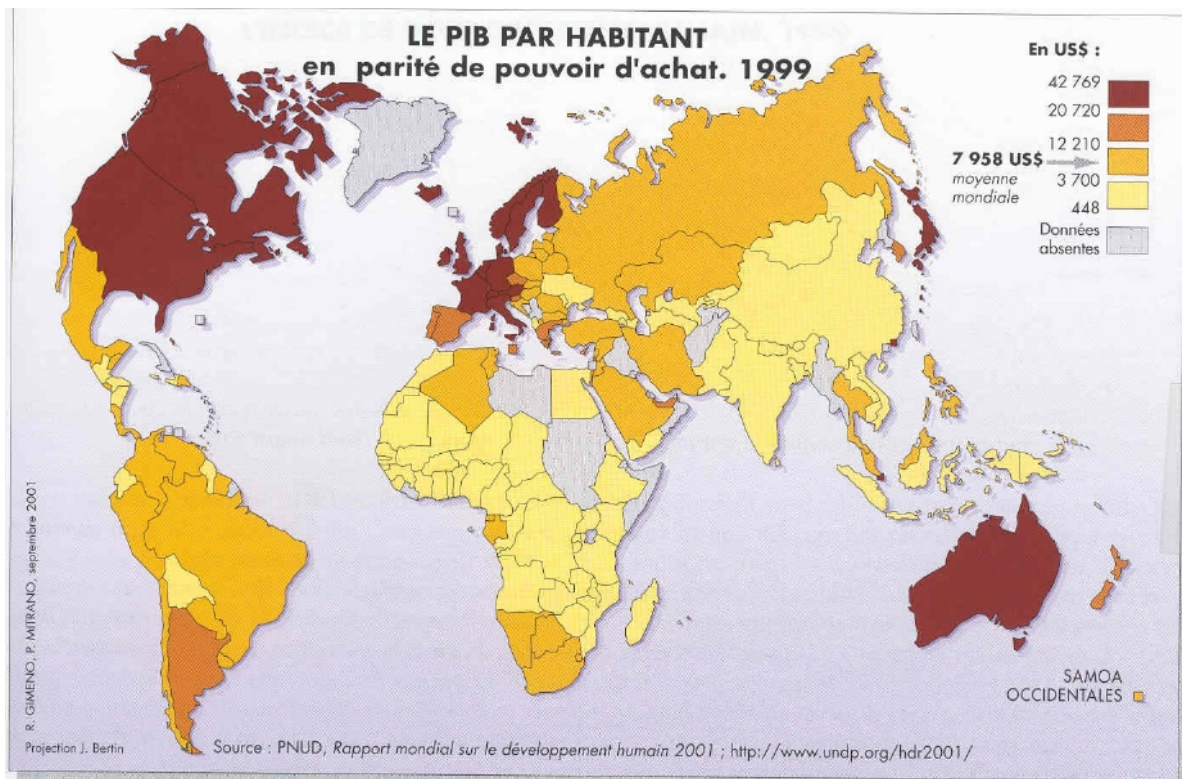 LE PIB PAR HABITANT
en parité de pouvoir d'achat. 1999
En US$ :
42 769
20 720
12 210
7 958 US$
moyenne
mondiale
3 700
448
Données
absentes
R. GIMENO, P. MITRANO, septembre 2001
SAMOA
OCCIDENTALES
Projection J. Bertin
Source : PNUD, Rapport mondial sur le développement humain 2001 ; http://www.undp.org/hdr2001/